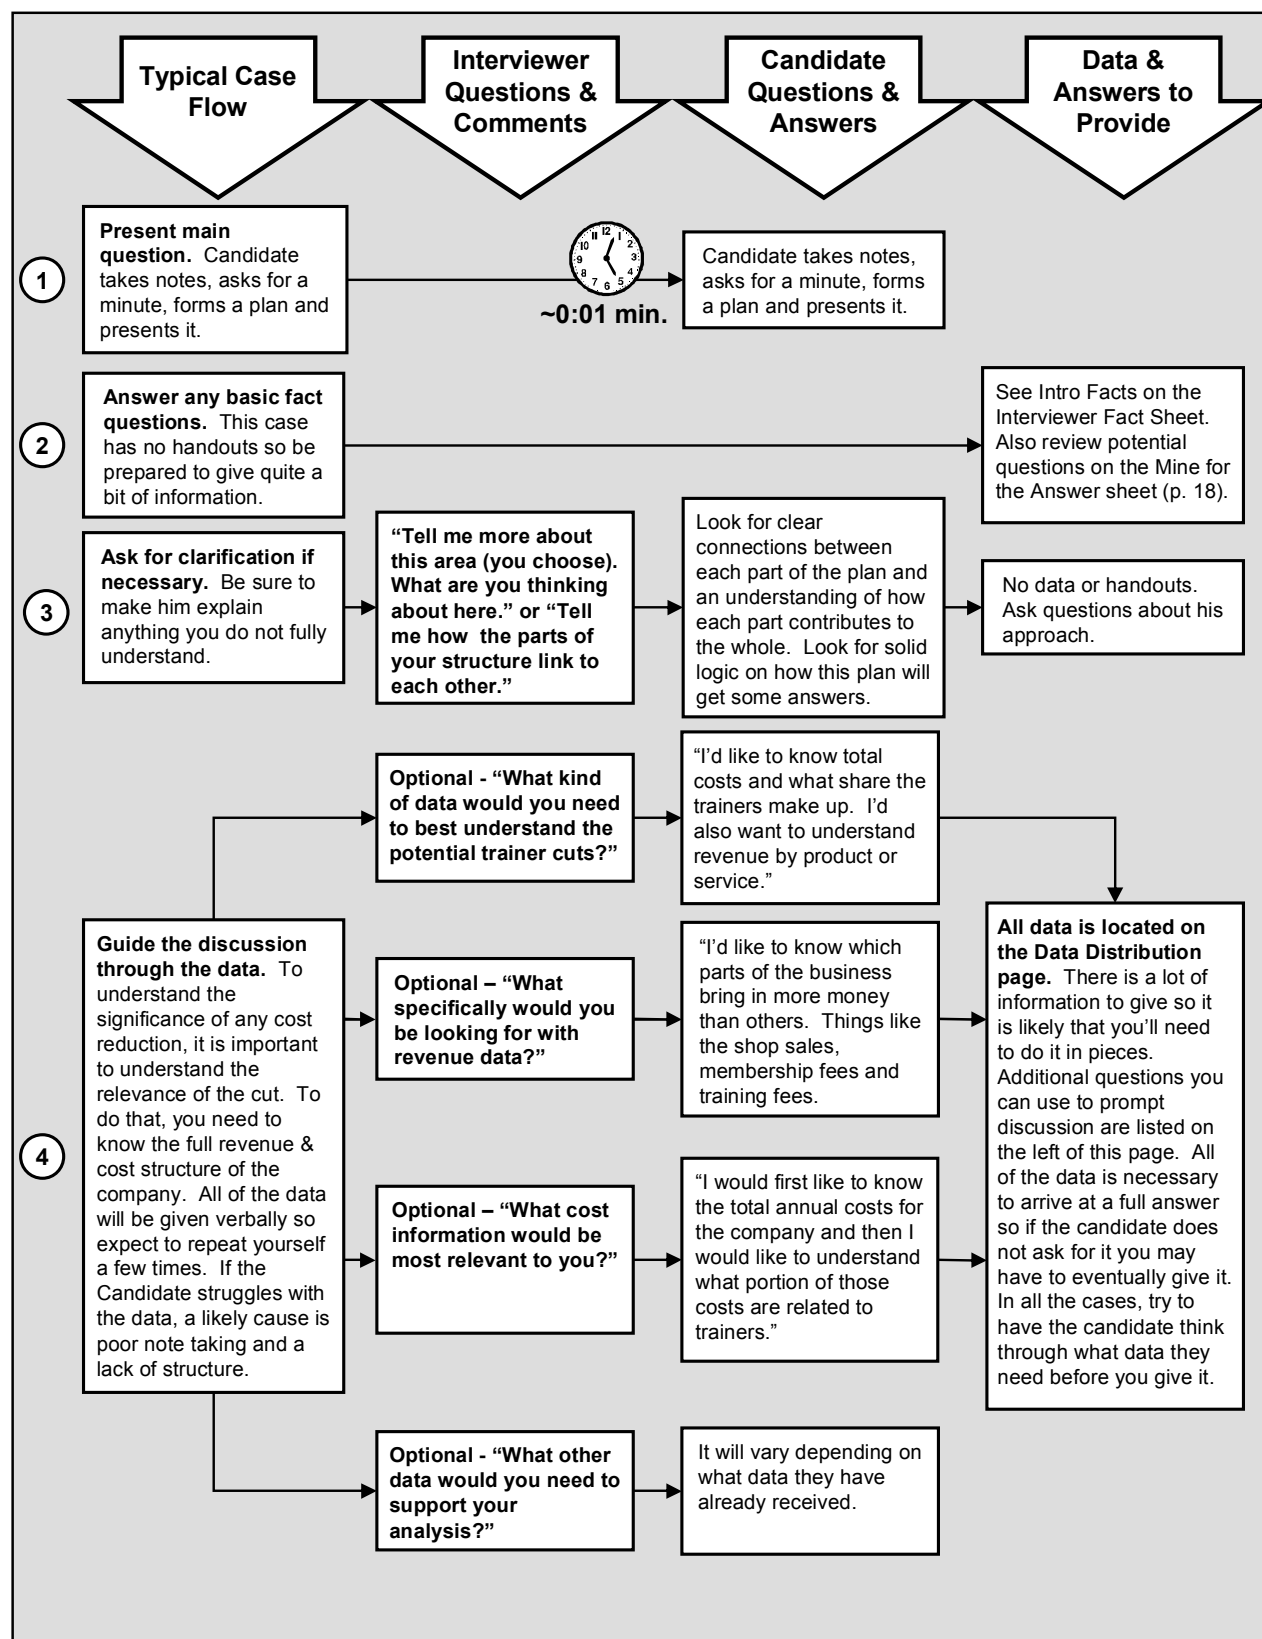 Typical Case
Flow
Interviewer
Questions &
Comments
Candidate
Questions &
Answers
Data &
Answers to
Provide
1
Present main
question.  Candidate
takes notes, asks for a
minute, forms a plan and
presents it.
12
1
2
3
4
5
6
7
8
9
10
11
~0:01 min.
Candidate takes notes,
asks for a minute, forms
a plan and presents it.
2
Answer any basic fact
questions.  This case
has no handouts so be
prepared to give quite a
bit of information.
See Intro Facts on the
Interviewer Fact Sheet.
Also review potential
questions on the Mine for
the Answer sheet (p. 18).
3
Ask for clarification if
necessary.  Be sure to
make him explain
anything you do not fully
understand.
“Tell me more about
this area (you choose).
What are you thinking
about here.” or “Tell
me how  the parts of
your structure link to
each other.”
Look for clear
connections between
each part of the plan and
an understanding of how
each part contributes to
the whole.  Look for solid
logic on how this plan will
get some answers.
No data or handouts.
Ask questions about his
approach.
4
Guide the discussion
through the data.  To
understand the
significance of any cost
reduction, it is important
to understand the
relevance of the cut.  To
do that, you need to
know the full revenue &
cost structure of the
company.  All of the data
will be given verbally so
expect to repeat yourself
a few times.  If the
Candidate struggles with
the data, a likely cause is
poor note taking and a
lack of structure.
Optional - “What kind
of data would you need
to best understand the
potential trainer cuts?”
“I’d like to know total
costs and what share the
trainers make up.  I’d
also want to understand
revenue by product or
service.”
Optional – “What
specifically would you
be looking for with
revenue data?”
“I’d like to know which
parts of the business
bring in more money
than others.  Things like
the shop sales,
membership fees and
training fees.
Optional – “What cost
information would be
most relevant to you?”
“I would first like to know
the total annual costs for
the company and then I
would like to understand
what portion of those
costs are related to
trainers.”
Optional - “What other
data would you need to
support your
analysis?”
It will vary depending on
what data they have
already received.
All data is located on
the Data Distribution
page.  There is a lot of
information to give so it
is likely that you’ll need
to do it in pieces.
Additional questions you
can use to prompt
discussion are listed on
the left of this page.  All
of the data is necessary
to arrive at a full answer
so if the candidate does
not ask for it you may
have to eventually give it.
In all the cases, try to
have the candidate think
through what data they
need before you give it.